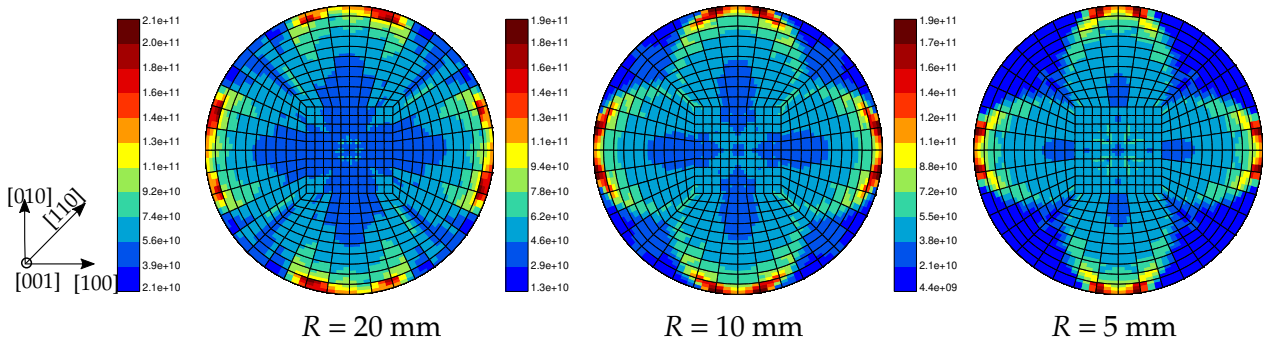 2.1e+11
2.0e+11
1.8e+11
1.6e+11
1.4e+11
1.3e+11
1.1e+11
9.2e+10
7.4e+10
5.6e+10
3.9e+10
2.1e+10
1.9e+11
1.8e+11
1.6e+11
1.4e+11
1.3e+11
1.1e+11
9.4e+10
7.8e+10
6.2e+10
4.5e+10
2.9e+10
1.3e+10
1.9e+11
1.7e+11
1.6e+11
1.4e+11
1.2e+11
1.0e+11
8.8e+10
7.2e+10
5.5e+10
3.8e+10
2.1e+10
4.4e+09
[010]
[110]
[001]
[100]
R = 20 mm
R = 10 mm
R = 5 mm